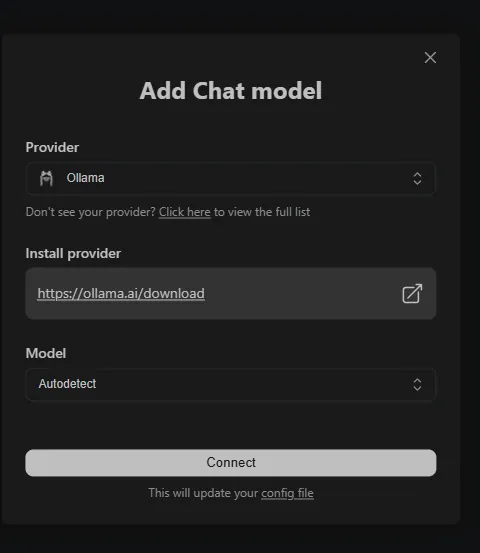 Add Chat model
Provider
Ollama
Don't see your provider? Click here to view the full list
Install provider
https://ollama.ai/download
Model
Autodetect
Connect
This will update your config file